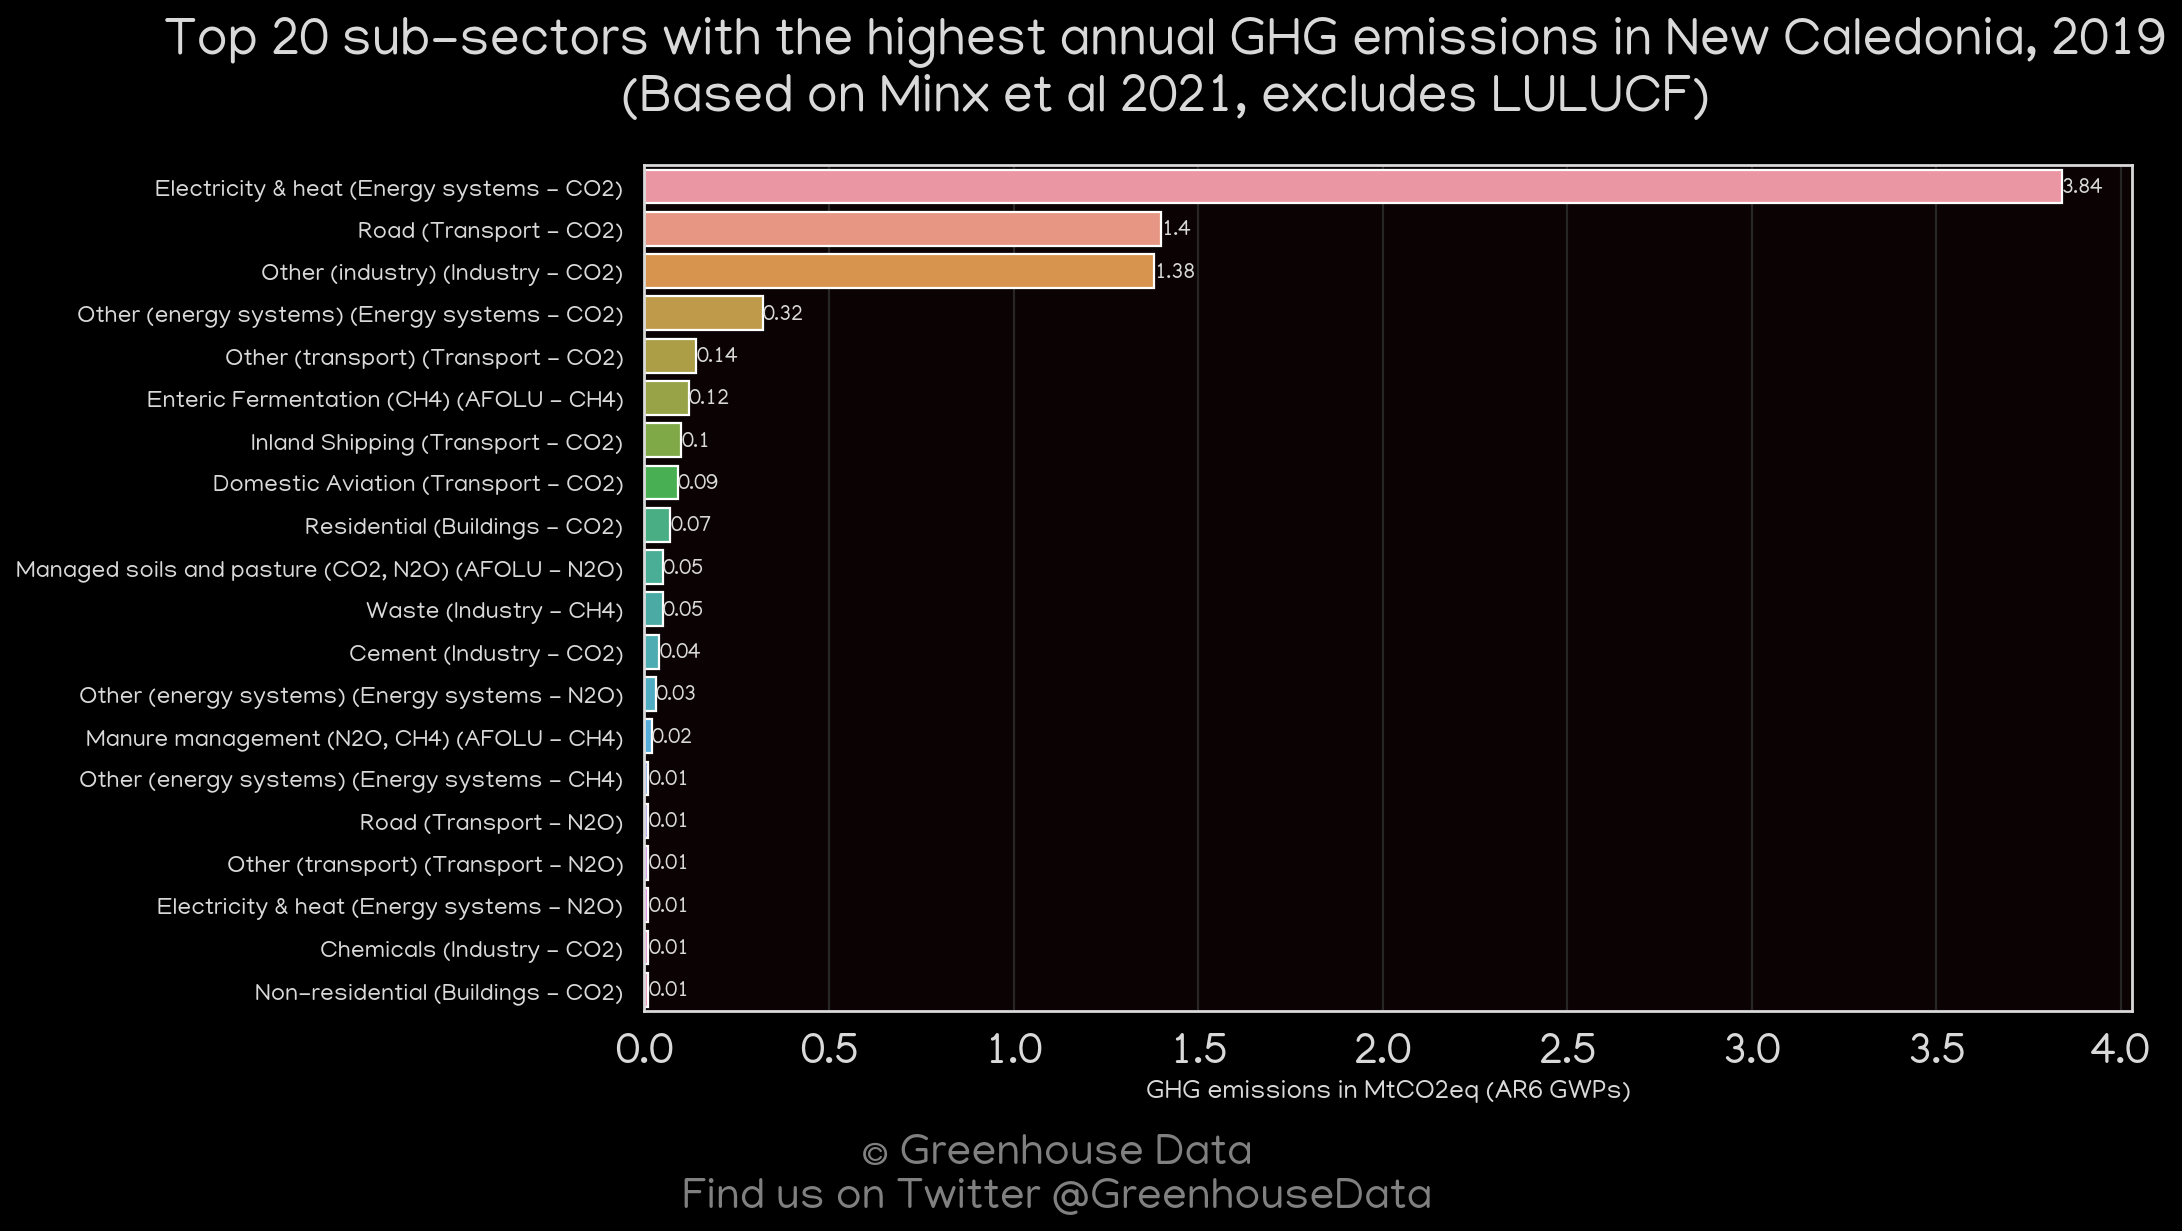 Top 20 sub-sectors with the highest annual GHG emissions in New Caledonia, 2019
(Based on Minx et al 2021, excludes LULUCF)
Electricity & heat (Energy systems - CO2) 3.84
Road (Transport - CO2) 1.4
Other (industry) (Industry - CO2) 1.38
Other (energy systems) (Energy systems - CO2) 0.32
Other (transport) (Transport - CO2) 0.14
Enteric Fermentation (CH4) (AFOLU - CH4) 0.12
Inland Shipping (Transport - CO2) 0.1
Domestic Aviation (Transport - CO2) 0.09
Residential (Buildings - CO2) 0.07
Managed soils and pasture (CO2, N2O) (AFOLU - N2O) 0.05
Waste (Industry - CH4) 0.05
Cement (Industry - CO2) 0.04
Other (energy systems) (Energy systems - N2O) 0.03
Manure management (N2O, CH4) (AFOLU - CH4) 0.02
Other (energy systems) (Energy systems - CH4) 0.01
Road (Transport - N2O) 0.01
Other (transport) (Transport - N2O) 0.01
Electricity & heat (Energy systems - N2O) 0.01
Chemicals (Industry - CO2) 0.01
Non-residential (Buildings - CO2) 0.01
0.0 0.5 1.0 1.5 2.0 2.5 3.0 3.5 4.0
GHG emissions in MtCO2eq (AR6 GWPs)
© Greenhouse Data
Find us on Twitter @GreenhouseData